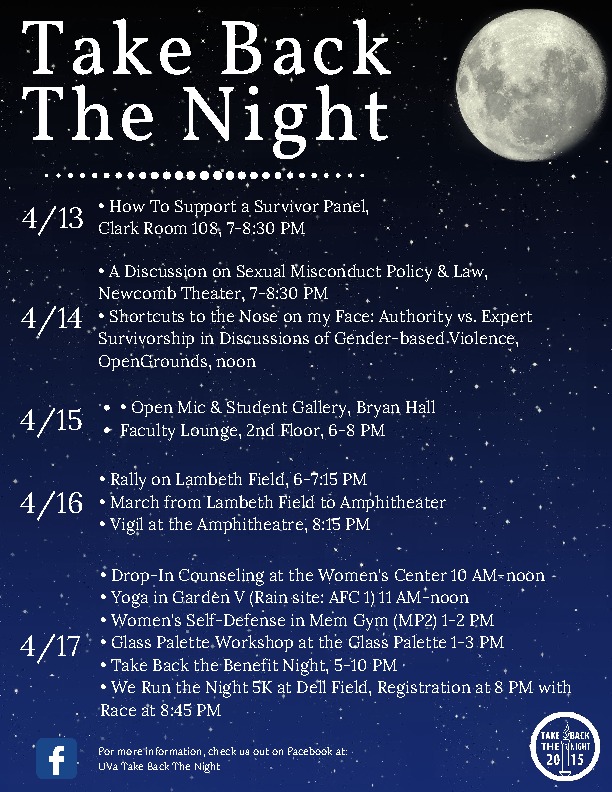 Take Back
The Night
4/13
• How To Support a Survivor Panel,
Clark Room 108, 7-8:30 PM
4/14
• A Discussion on Sexual Misconduct Policy & Law,
Newcomb Theater, 7-8:30 PM
• Shortcuts to the Nose on my Face: Authority vs. Expert
Survivorship in Discussions of Gender-based Violence,
OpenGrounds, noon
4/15
• • Open Mic & Student Gallery, Bryan Hall
• Faculty Lounge, 2nd Floor, 6-8 PM
4/16
• Rally on Lambeth Field, 6-7:15 PM
• March from Lambeth Field to Amphitheater
• Vigil at the Amphitheatre, 8:15 PM
4/17
• Drop-In Counseling at the Women's Center 10 AM-noon
• Yoga in Garden V (Rain site: AFC 1) 11 AM-noon
• Women's Self-Defense in Mem Gym (MP2) 1-2 PM
• Glass Palette Workshop at the Glass Palette 1-3 PM
• Take Back the Benefit Night, 5-10 PM
• We Run the Night 5K at Dell Field, Registration at 8 PM with
Race at 8:45 PM
f
For more information, check us out on Facebook at:
UVa Take Back The Night
TAKE BACK
THE NIGHT
20 15